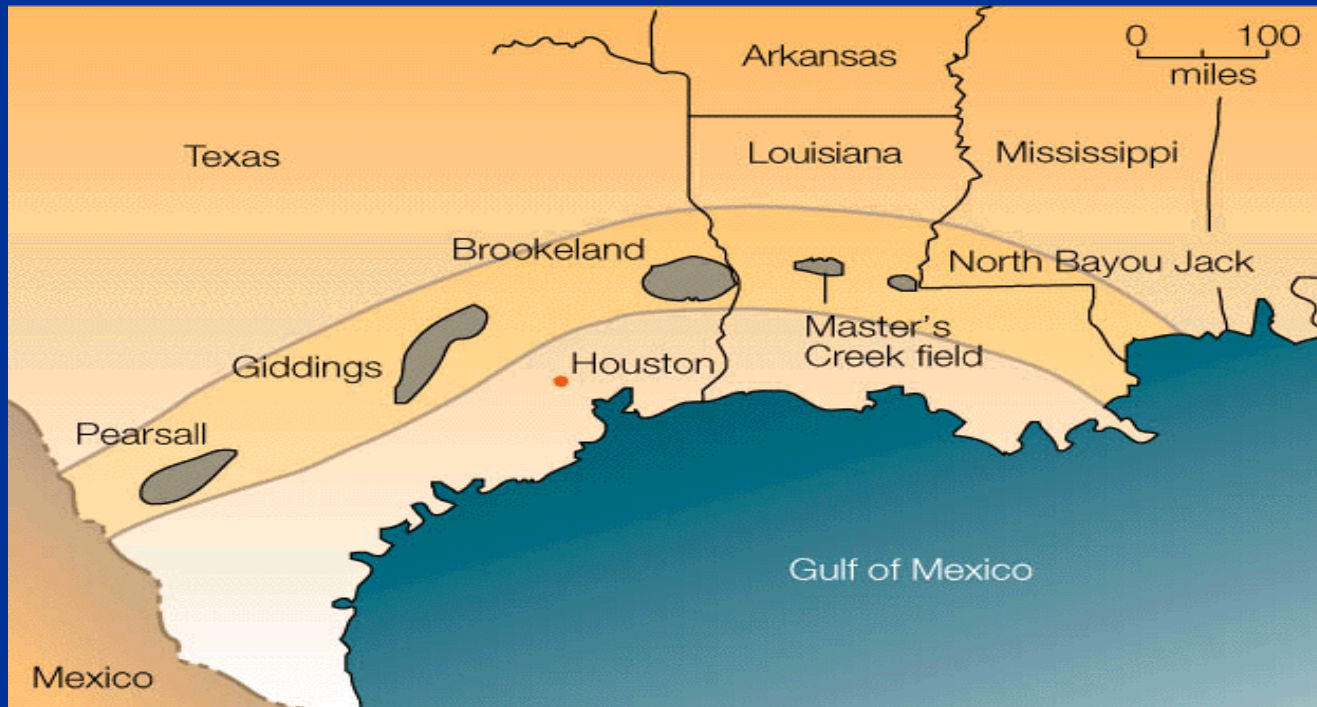 0 100
miles
Arkansas
Texas
Louisiana
Mississippi
Brookeland
North Bayou Jack
Master's
Creek field
Giddings
Houston
Pearsall
Gulf of Mexico
Mexico